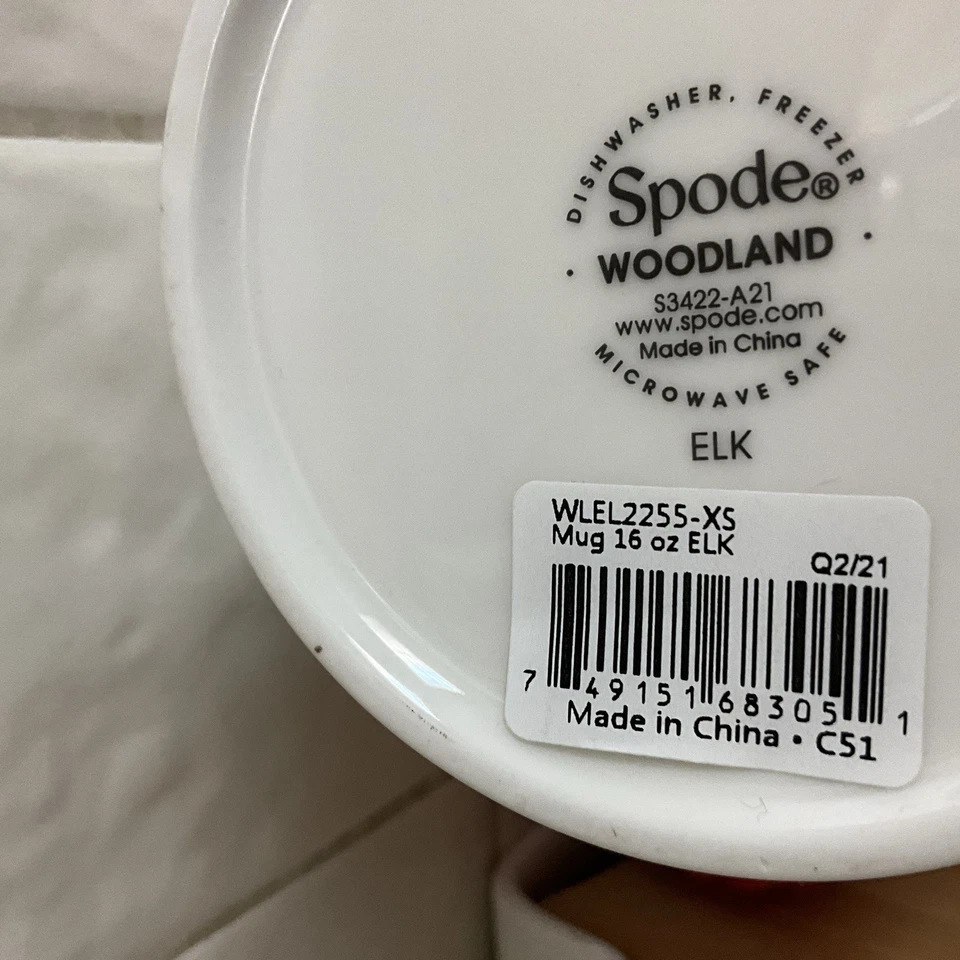 DISHWASHER, FREEZER
Spode®
• WOODLAND •
S3422-A21
www.spode.com
Made in China
MICROWAVE SAFE
ELK
WLEL2255-XS
Mug 16 oz ELK
Q2/21
7 49151 68305 1
Made in China • C51